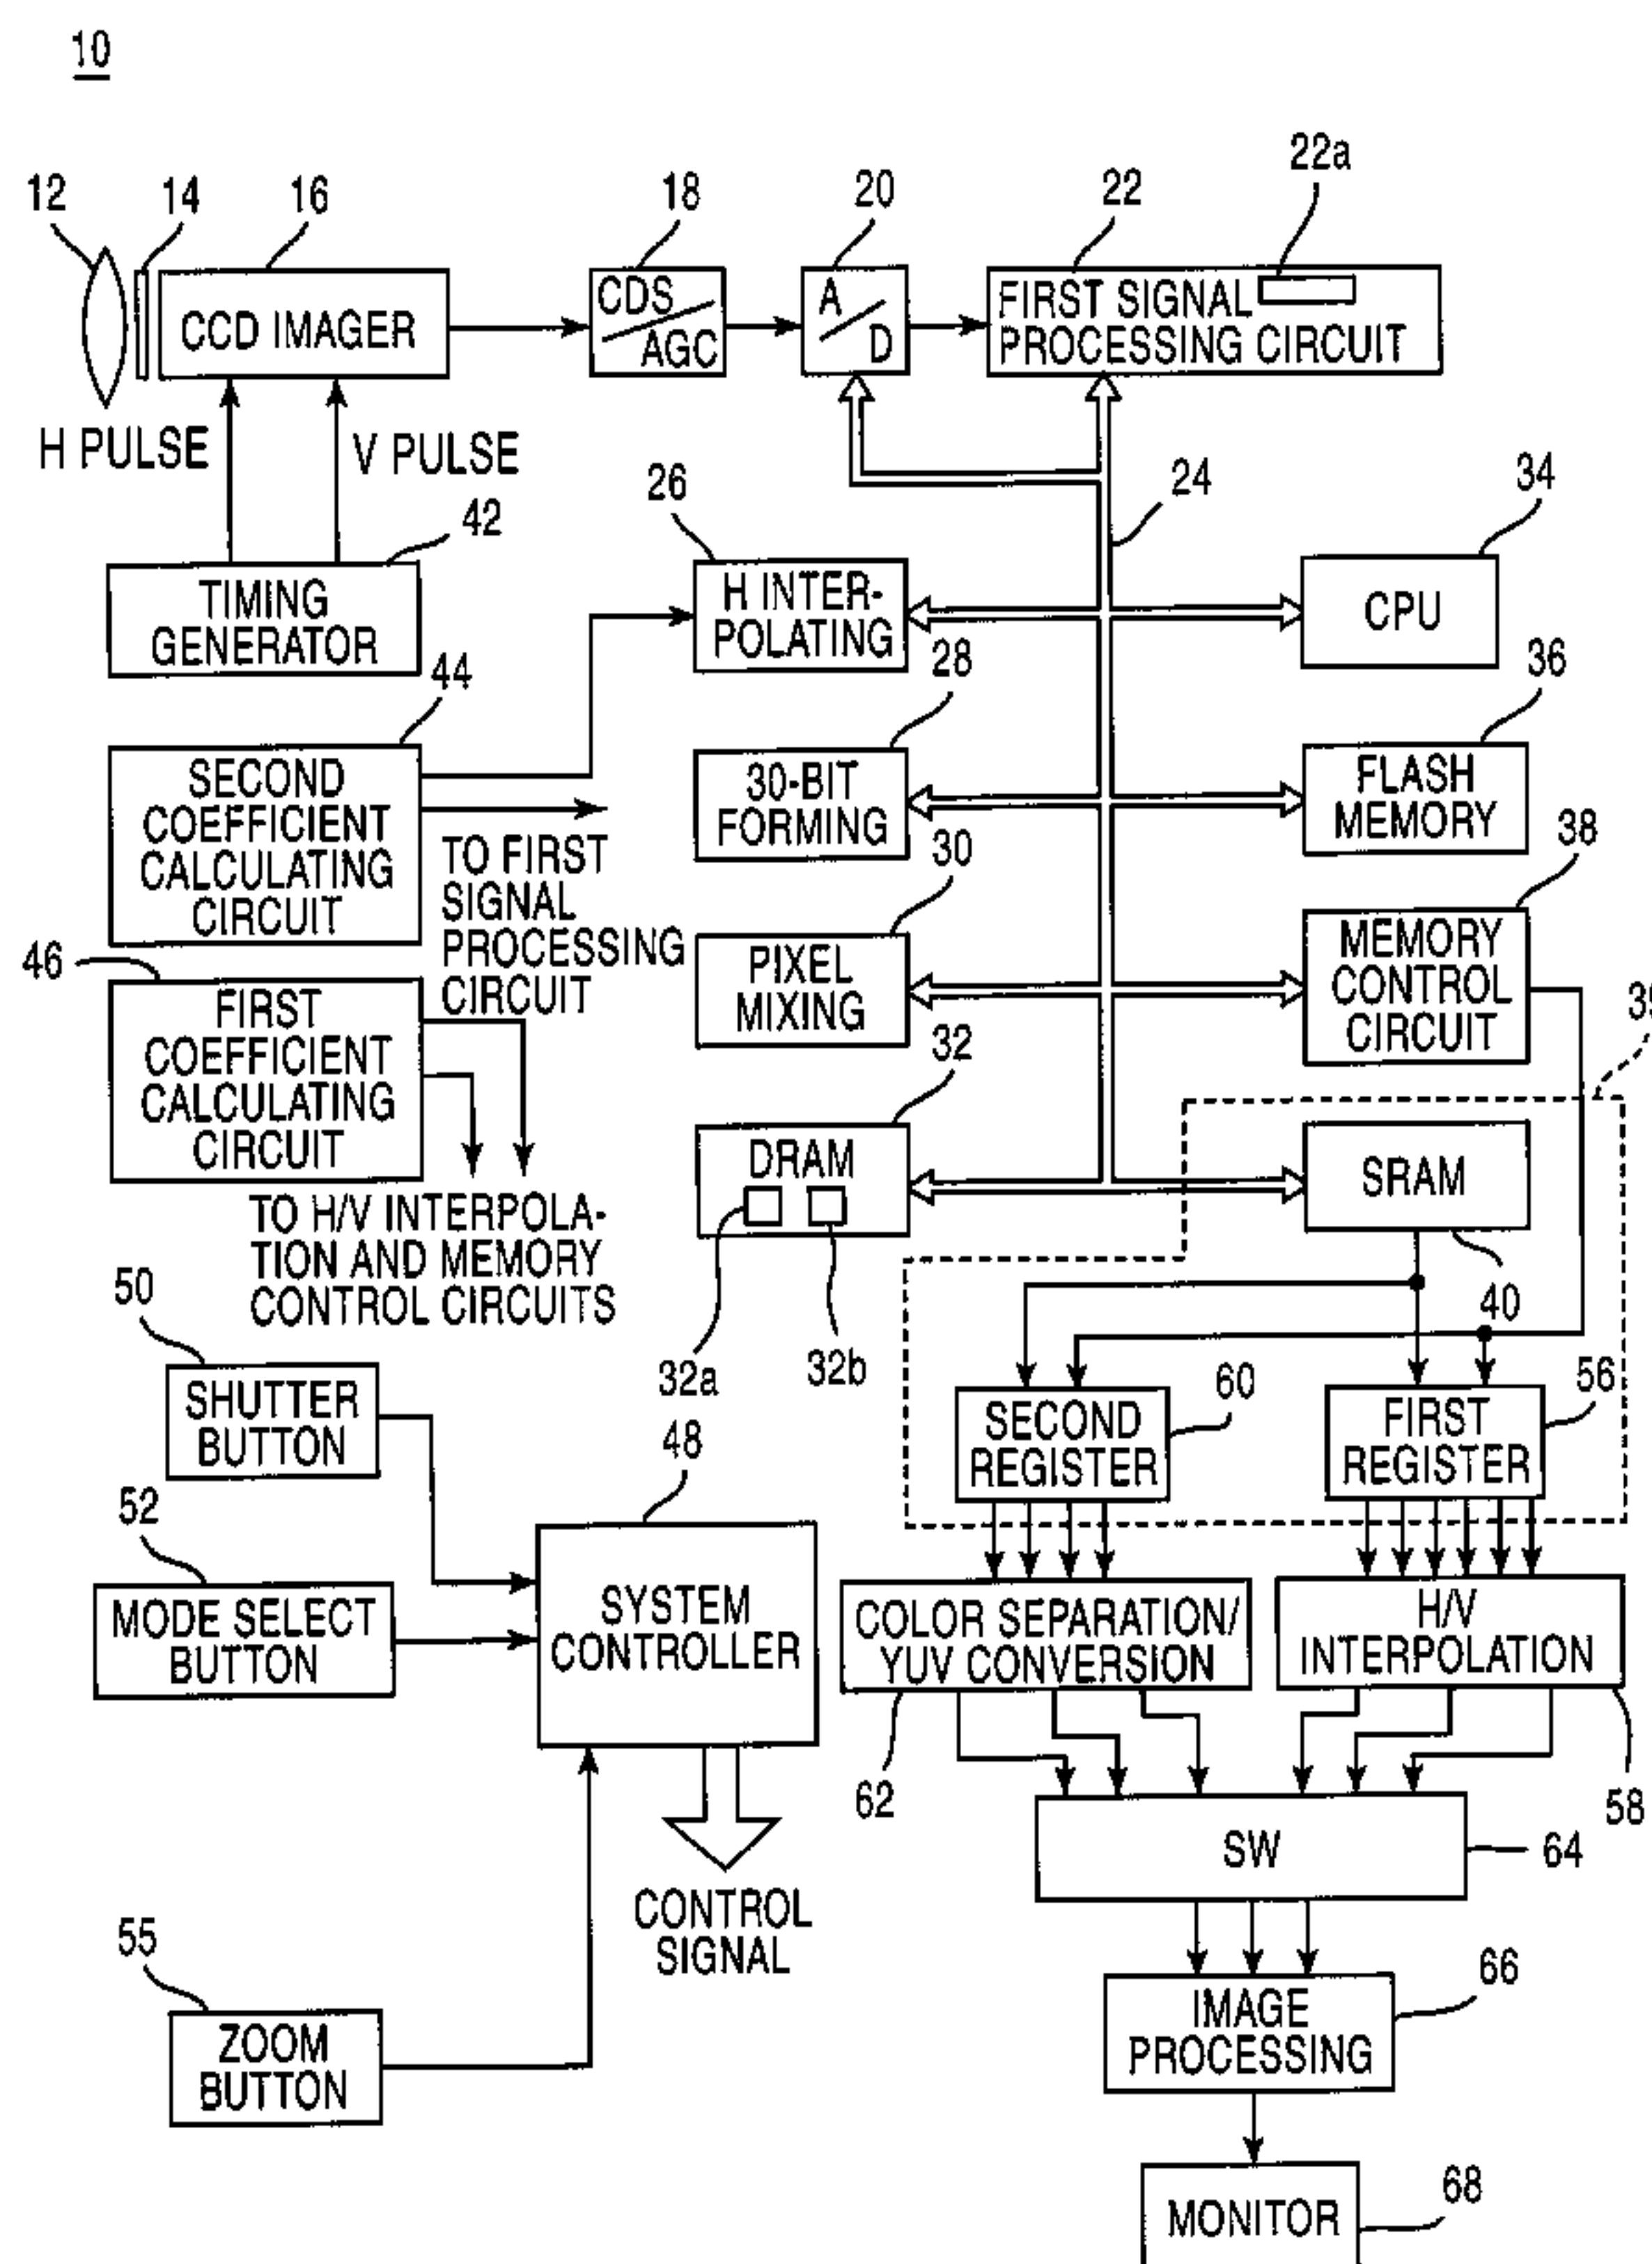 10
12
14
16
18
20
22
22a
CCD IMAGER
CDS
AGC
A
D
FIRST SIGNAL
PROCESSING CIRCUIT
H PULSE
V PULSE
24
26
34
42
TIMING
GENERATOR
H INTER-
POLATING
CPU
28
36
44
SECOND
COEFFICIENT
CALCULATING
CIRCUIT
30-BIT
FORMING
FLASH
MEMORY
TO FIRST
SIGNAL
PROCESSING
CIRCUIT
30
38
46
FIRST
COEFFICIENT
CALCULATING
CIRCUIT
PIXEL
MIXING
MEMORY
CONTROL
CIRCUIT
32
DRAM
SRAM
TO H/V INTERPOLA-
TION AND MEMORY
CONTROL CIRCUITS
32a
32b
40
50
SHUTTER
BUTTON
60
SECOND
REGISTER
56
FIRST
REGISTER
48
52
MODE SELECT
BUTTON
SYSTEM
CONTROLLER
COLOR SEPARATION/
YUV CONVERSION
H/V
INTERPOLATION
62
58
SW
64
CONTROL
SIGNAL
55
ZOOM
BUTTON
66
IMAGE
PROCESSING
68
MONITOR